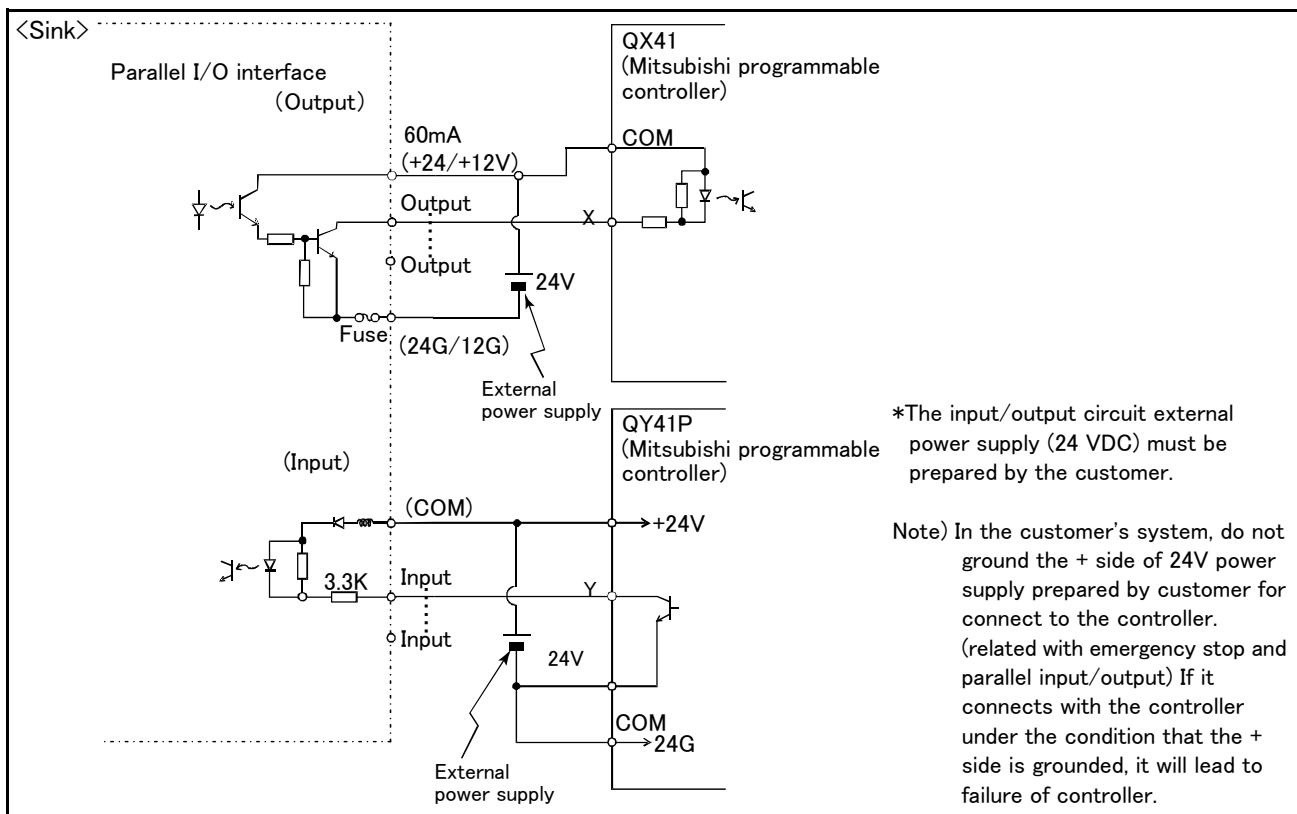 <Sink>
Parallel I/O interface
(Output)
QX41
(Mitsubishi programmable
controller)
60mA
(+24/+12V)
COM
Output
X
Output
24V
Fuse
(24G/12G)
External
power supply
QY41P
(Mitsubishi programmable
controller)
(Input)
(COM)
+24V
3.3K
Input
Y
Input
24V
COM
24G
External
power supply
*The input/output circuit external
power supply (24 VDC) must be
prepared by the customer.
Note) In the customer's system, do not
ground the + side of 24V power
supply prepared by customer for
connect to the controller.
(related with emergency stop and
parallel input/output) If it
connects with the controller
under the condition that the +
side is grounded, it will lead to
failure of controller.